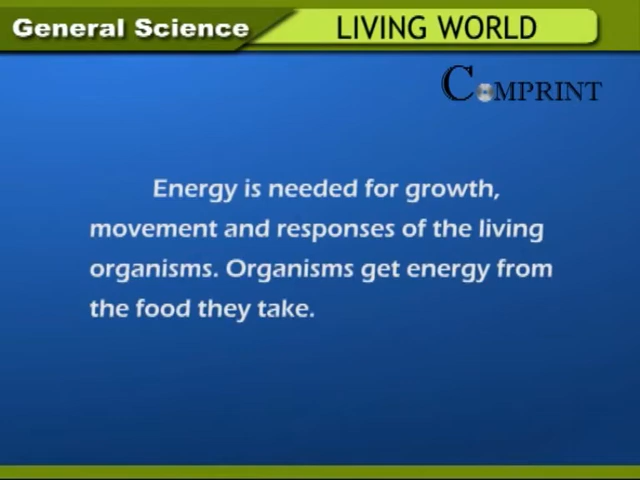 General Science
LIVING WORLD
COMPRINT
Energy is needed for growth,
movement and responses of the living
organisms. Organisms get energy from
the food they take.